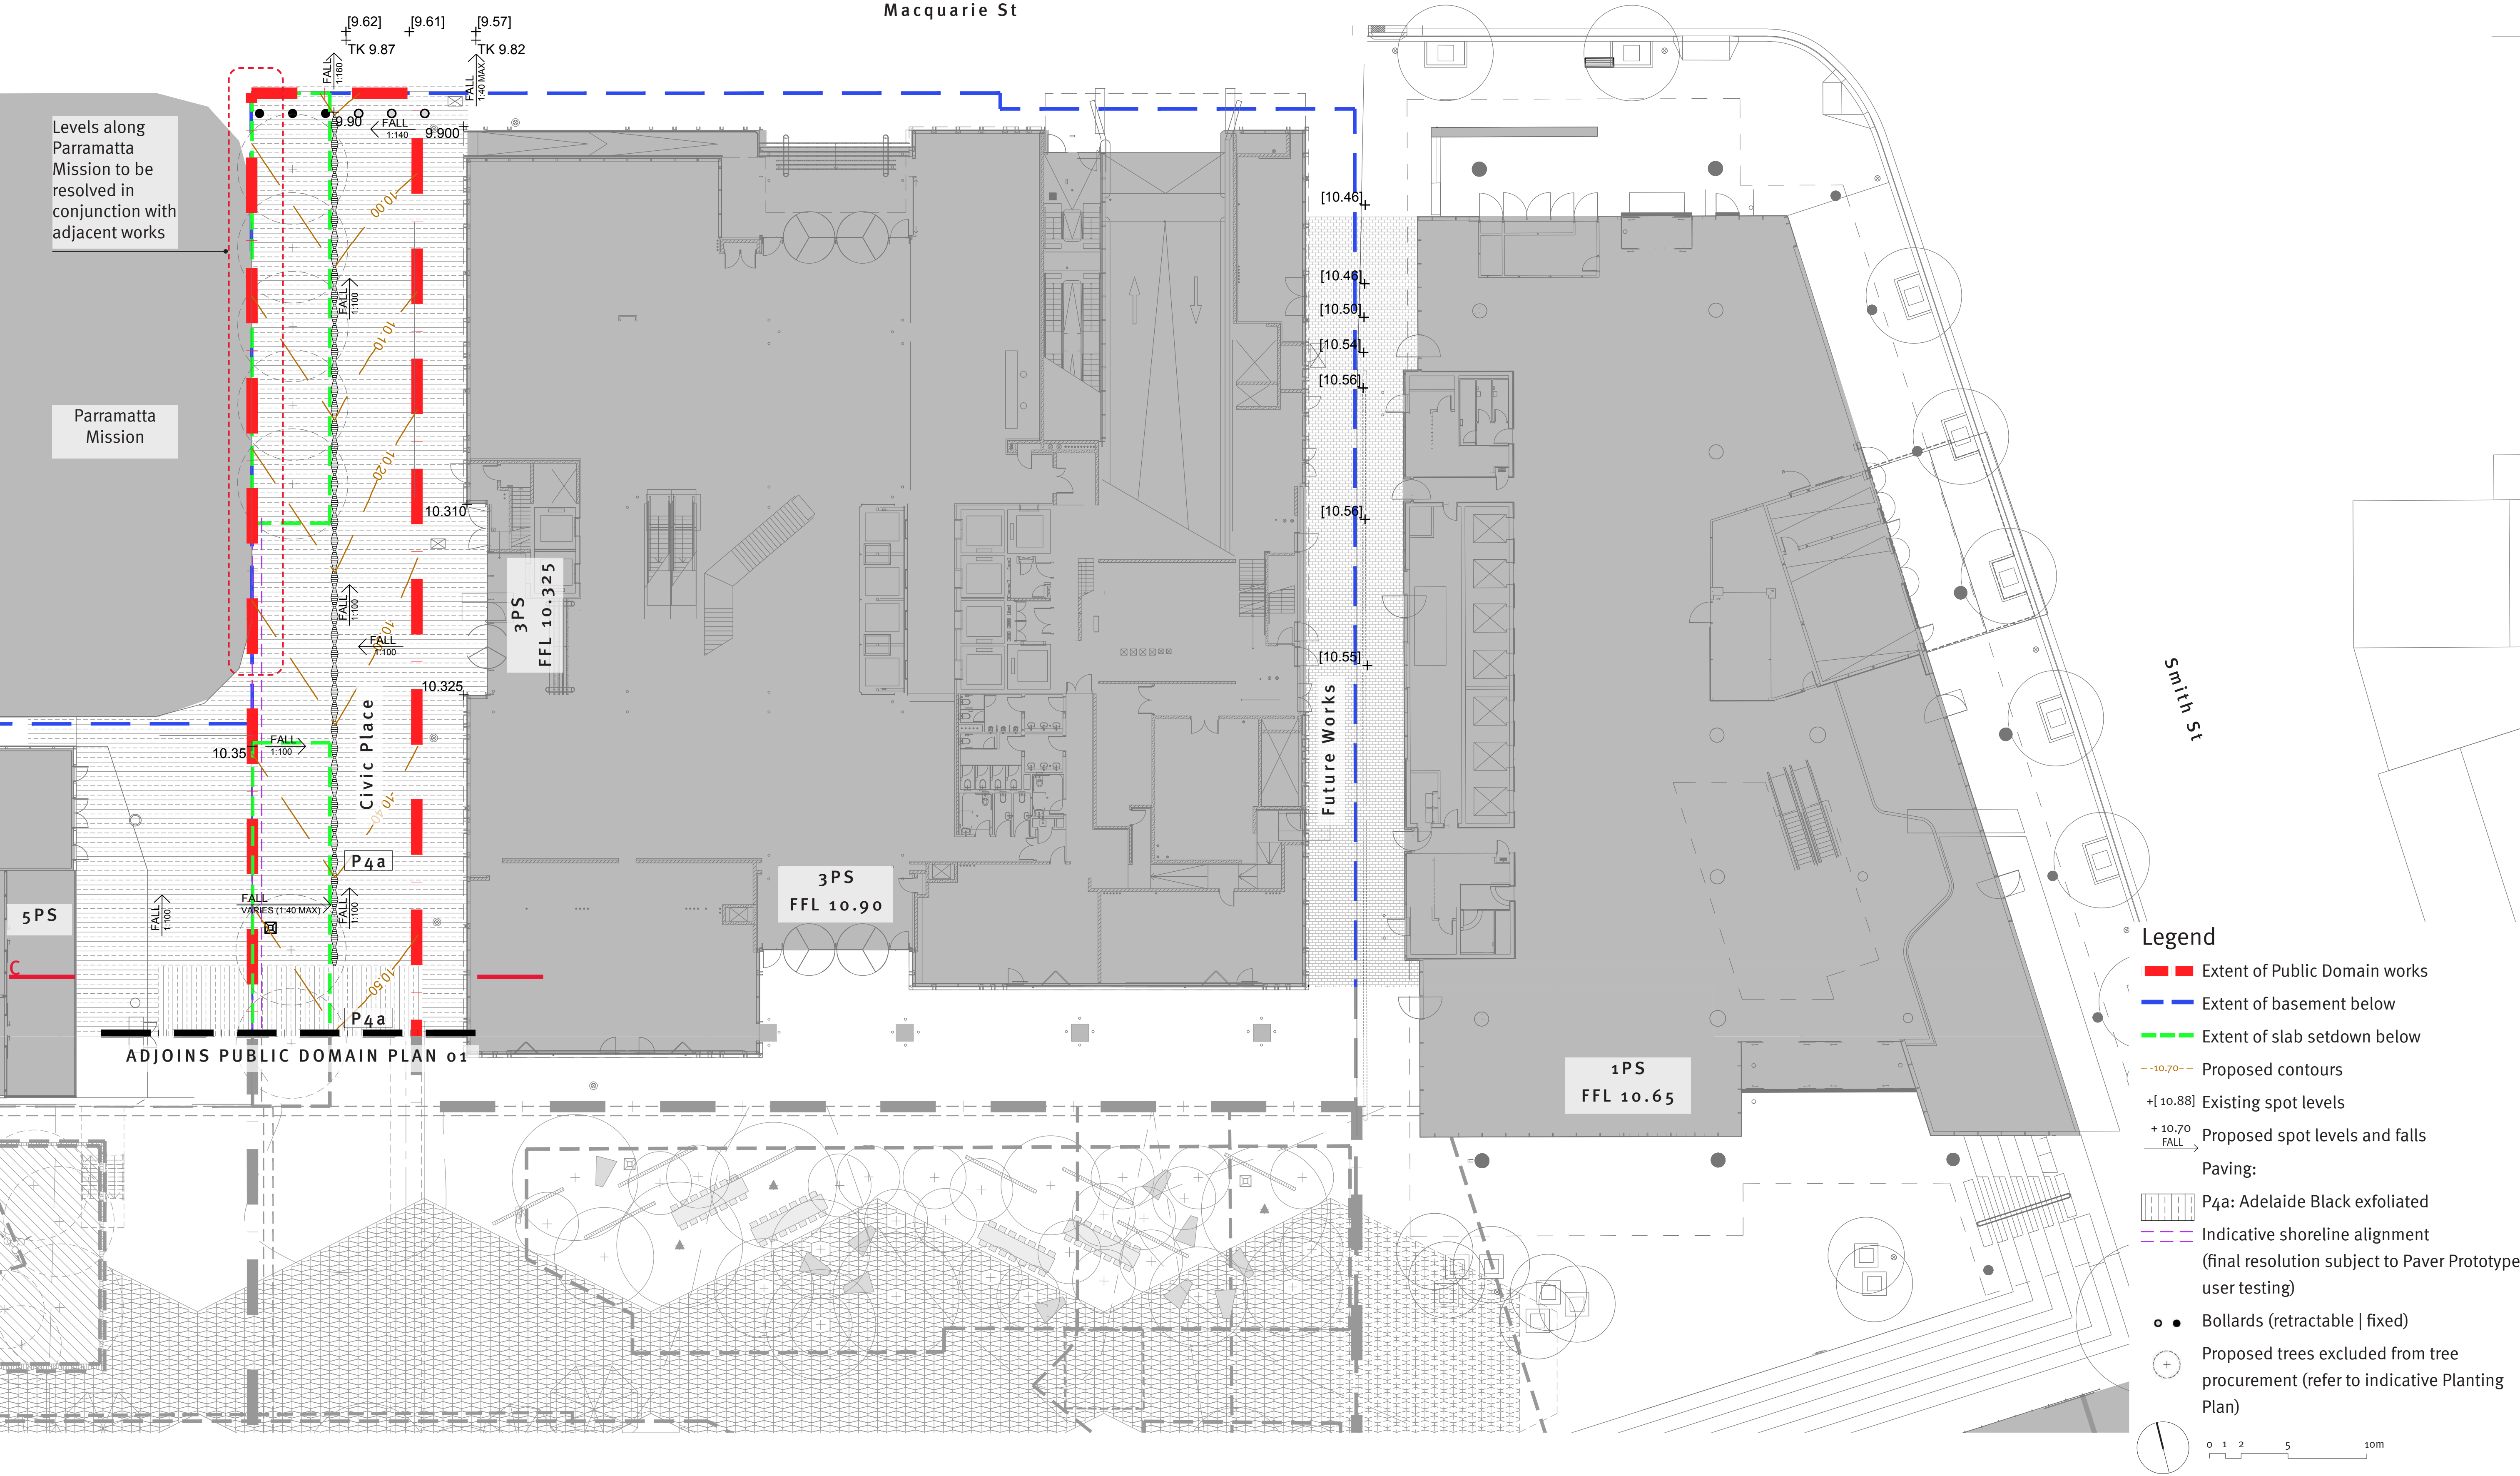 Macquarie St
[9.62]
[9.61]
[9.57]
TK 9.87
TK 9.82
FALL
1:160
FALL
1:40 MAX
9.90
FALL
1:140
9.900
Levels along
Parramatta
Mission to be
resolved in
conjunction with
adjacent works
10.00
[10.46]
[10.46]
FALL
1:100
[10.50]
10.10
[10.54]
[10.56]
Parramatta
Mission
10.20
10.310
[10.56]
3PS
FFL 10.325
FALL
1:100
FALL
1:100
[10.55]
10.325
Smith St
Civic Place
Future Works
FALL
1:100
10.35
10.40
P4a
3PS
FFL 10.90
FALL
VARIES (1:40 MAX)
FALL
1:100
FALL
1:100
5PS
C
10.50
P4a
ADJOINS PUBLIC DOMAIN PLAN 01
1PS
FFL 10.65
Legend
Extent of Public Domain works
Extent of basement below
Extent of slab setdown below
-10.70- Proposed contours
+[ 10.88] Existing spot levels
+ 10.70
FALL
Proposed spot levels and falls
Paving:
P4a: Adelaide Black exfoliated
Indicative shoreline alignment
(final resolution subject to Paver Prototype
user testing)
Bollards (retractable | fixed)
Proposed trees excluded from tree
procurement (refer to indicative Planting
Plan)
0 1 2 5 10m